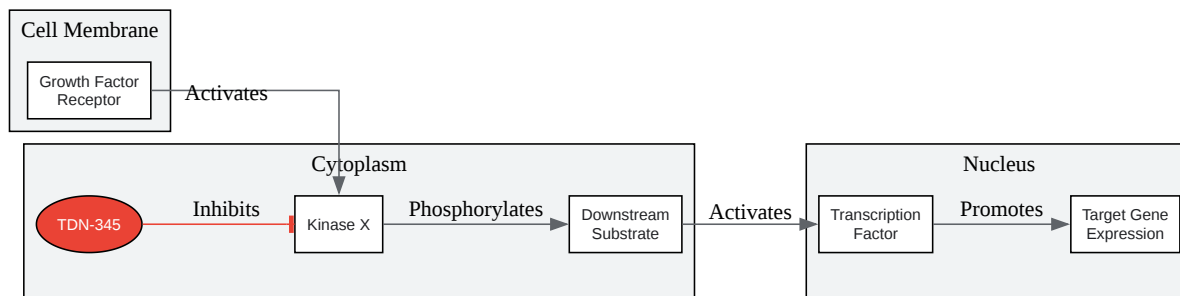 Cell Membrane
Growth Factor
Receptor
Activates
Cytoplasm
TDN-345
Inhibits
Kinase X
Phosphorylates
Downstream
Substrate
Activates
Nucleus
Transcription
Factor
Promotes
Target Gene
Expression